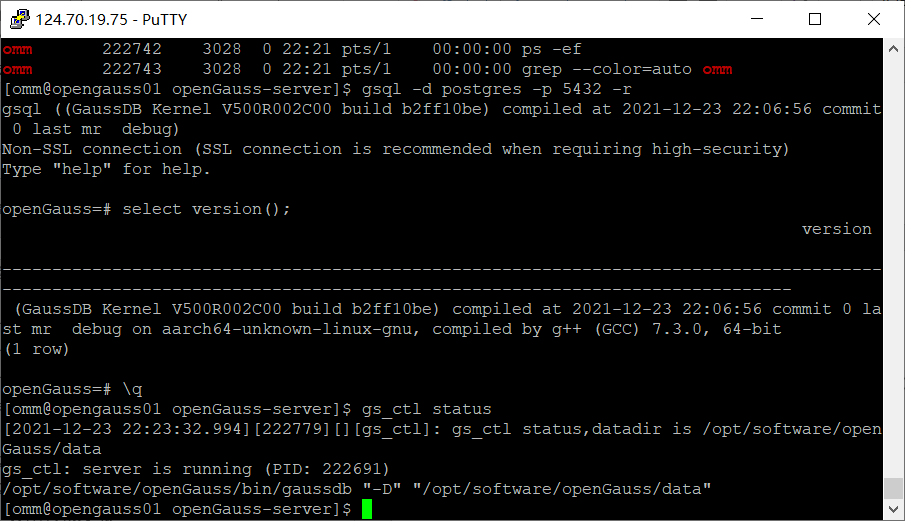 124.70.19.75 - PuTTY
omm 222742 3028 0 22:21 pts/1 00:00:00 ps -ef
omm 222743 3028 0 22:21 pts/1 00:00:00 grep --color=auto omm
[omm@opengauss01 openGauss-server]$ gsql -d postgres -p 5432 -r
gsql ((GaussDB Kernel V500R002C00 build b2ff10be) compiled at 2021-12-23 22:06:56 commit
 0 last mr  debug)
Non-SSL connection (SSL connection is recommended when requiring high-security)
Type "help" for help.
openGauss=# select version();
version
----------------------------------------------------------------------------------------
-------------------------------------------------------------------------------
 (GaussDB Kernel V500R002C00 build b2ff10be) compiled at 2021-12-23 22:06:56 commit 0 la
st mr  debug on aarch64-unknown-linux-gnu, compiled by g++ (GCC) 7.3.0, 64-bit
(1 row)
openGauss=# \q
[omm@opengauss01 openGauss-server]$ gs_ctl status
[2021-12-23 22:23:32.994][222779][][gs_ctl]: gs_ctl status,datadir is /opt/software/open
Gauss/data
gs_ctl: server is running (PID: 222691)
/opt/software/openGauss/bin/gaussdb "-D" "/opt/software/openGauss/data"
[omm@opengauss01 openGauss-server]$